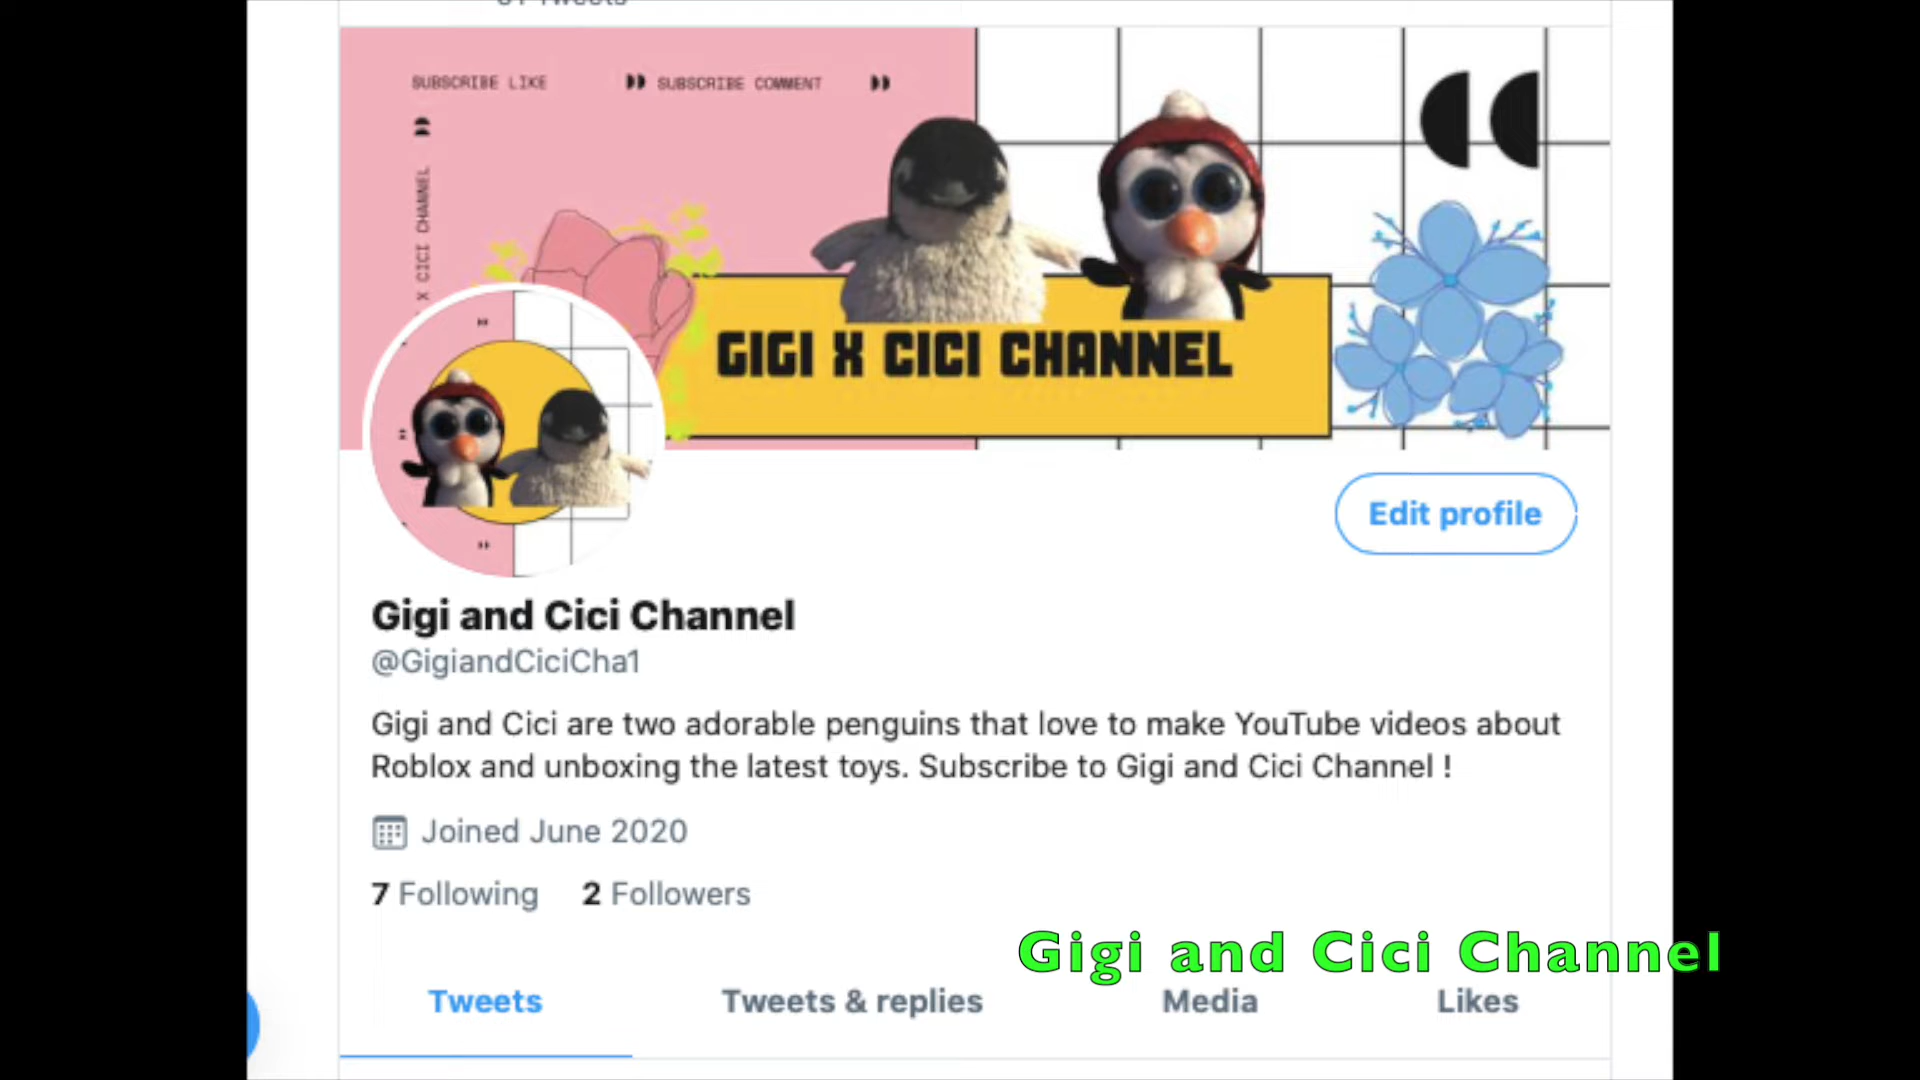 SUBSCRIBE LIKE SUBSCRIBE COMMENT
X CICI CHANNEL
GIGI X CICI CHANNEL
Edit profile
Gigi and Cici Channel
@GigiandCiciCha1
Gigi and Cici are two adorable penguins that love to make YouTube videos about
Roblox and unboxing the latest toys. Subscribe to Gigi and Cici Channel !
Joined June 2020
7 Following 2 Followers
Gigi and Cici Channel
Tweets Tweets & replies Media Likes